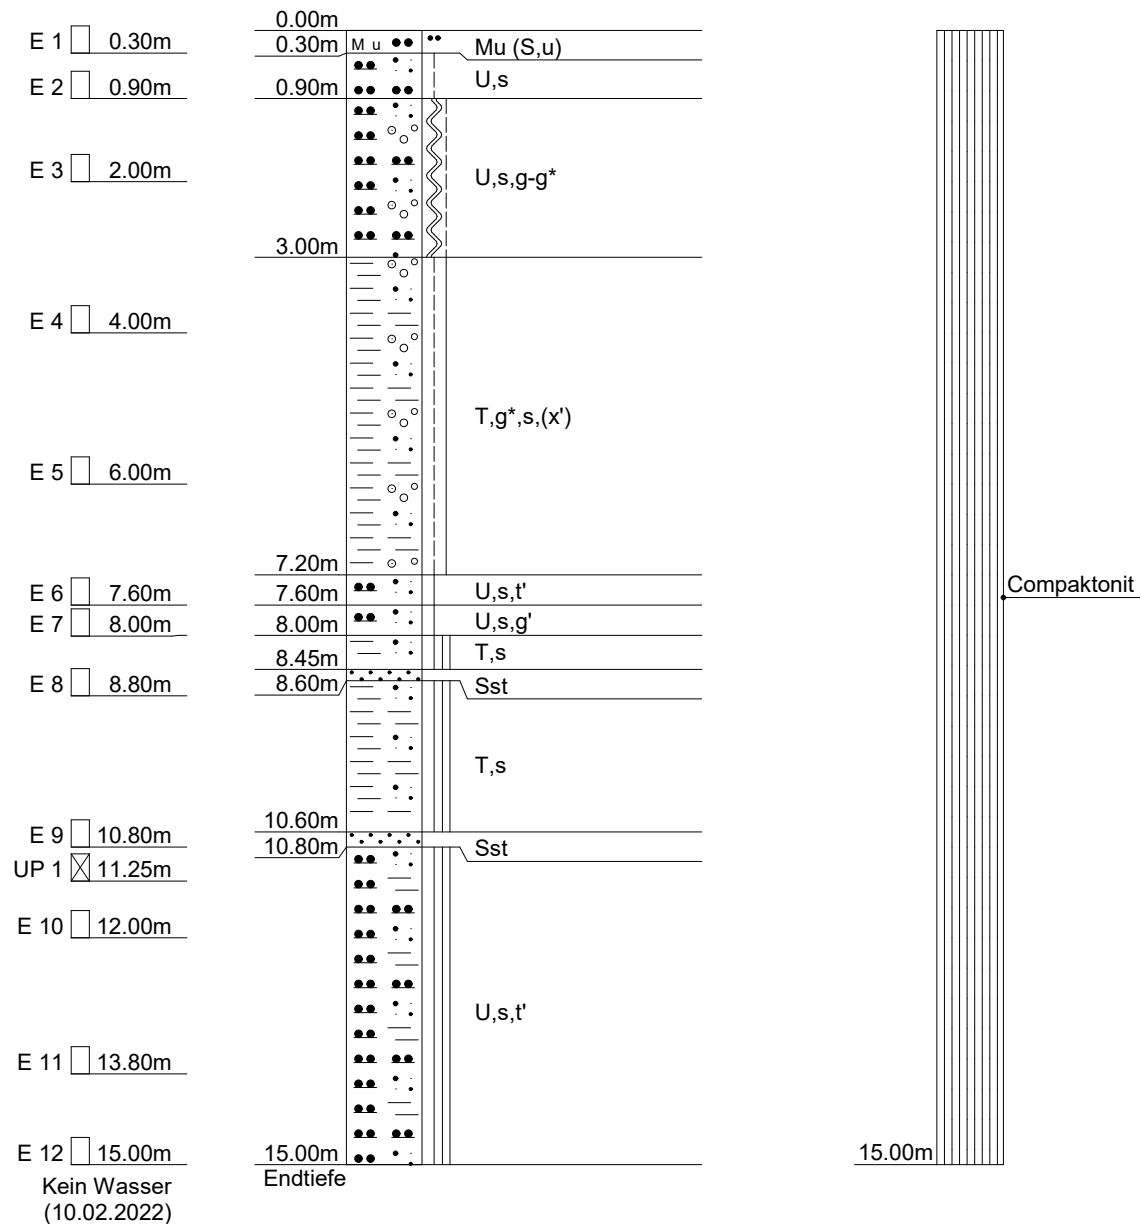 0.00m
E 1 0.30m
0.30m
M u
Mu (S,u)
U,s
E 2 0.90m
0.90m
E 3 2.00m
U,s,g-g*
3.00m
E 4 4.00m
T,g*,s,(x')
E 5 6.00m
7.20m
E 6 7.60m
7.60m
U,s,t'
Compaktonit
E 7 8.00m
8.00m
U,s,g'
8.45m
T,s
E 8 8.80m
8.60m
Sst
T,s
10.60m
E 9 10.80m
10.80m
Sst
UP 1 11.25m
E 10 12.00m
U,s,t'
E 11 13.80m
E 12 15.00m
15.00m
15.00m
Endtiefe
Kein Wasser
(10.02.2022)